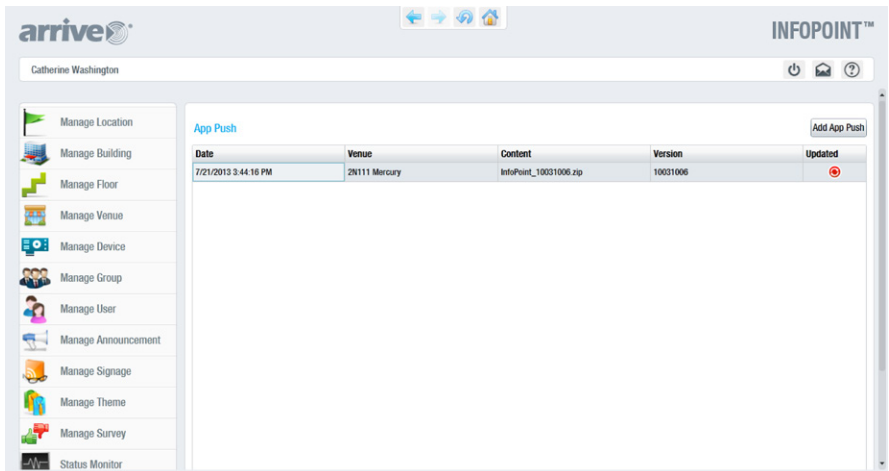 arrive
INFOPOINT™
Catherine Washington
Manage Location
Manage Building
Manage Floor
Manage Venue
Manage Device
Manage Group
Manage User
Manage Announcement
Manage Signage
Manage Theme
Manage Survey
Status Monitor
App Push
Add App Push
Date Venue Content Version Updated
7/21/2013 3:44:16 PM 2N111 Mercury InfoPoint_10031006.zip 10031006